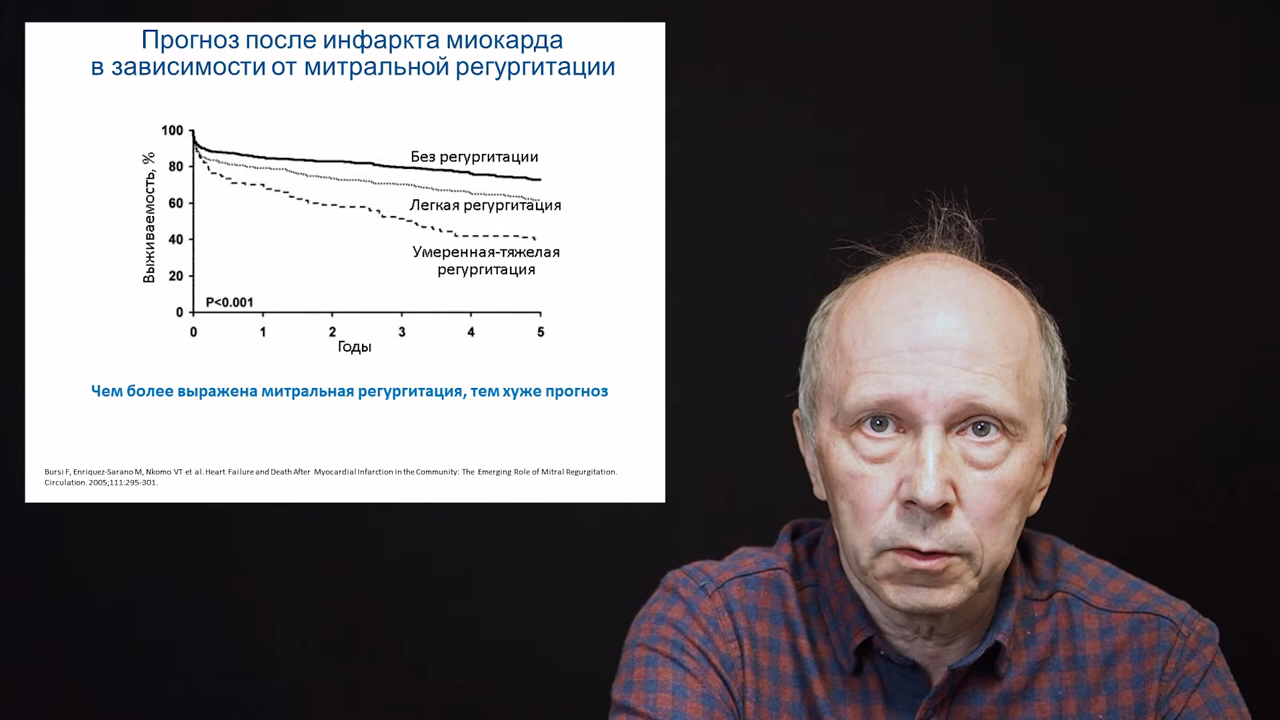 Прогноз после инфаркта миокарда
в зависимости от митральной регургитации
100
80
60
40
20
0
Выживаемость, %
Без регургитации
Легкая регургитация
Умеренная-тяжелая
регургитация
P<0.001
0 1 2 3 4 5
Годы
Чем более выражена митральная регургитация, тем хуже прогноз
Bursi F, Enriquez-Sarano M, Nkomo VT et al. Heart Failure and Death After Myocardial Infarction in the Community: The Emerging Role of Mitral Regurgitation.
Circulation. 2005;111:295-301.